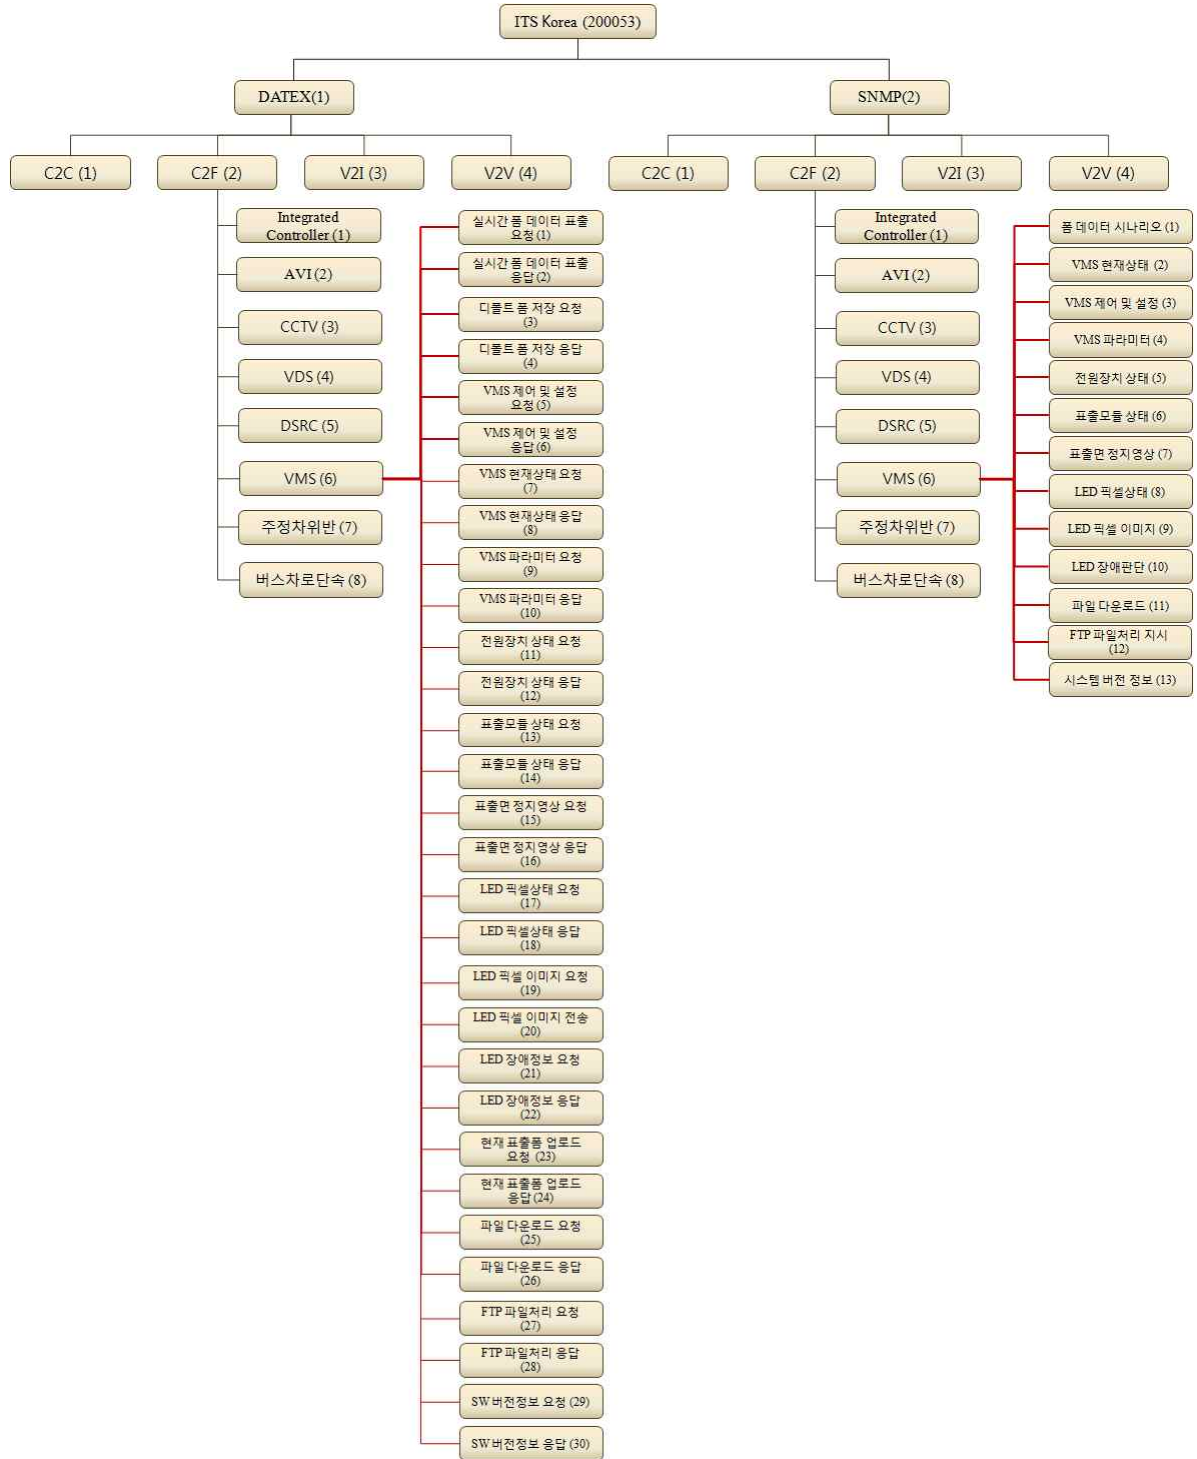 ITS Korea (200053)
DATEX(1)
SNMP(2)
C2C (1)
C2F (2)
V2I (3)
V2V (4)
C2C (1)
C2F (2)
V2I (3)
V2V (4)
Integrated
Controller (1)
AVI (2)
CCTV (3)
VDS (4)
DSRC (5)
VMS (6)
주정차위반 (7)
버스차로단속 (8)
실시간 폼 데이터 표출
요청 (1)
실시간 폼 데이터 표출
응답 (2)
디폴트 폼 저장 요청
(3)
디폴트 폼 저장 응답
(4)
VMS 제어 및 설정
요청 (5)
VMS 제어 및 설정
응답 (6)
VMS 현재상태 요청
(7)
VMS 현재상태 응답
(8)
VMS 파라미터 요청
(9)
VMS 파라미터 응답
(10)
전원장치 상태 요청
(11)
전원장치 상태 응답
(12)
표출모듈 상태 요청
(13)
표출모듈 상태 응답
(14)
표출면 정지영상 요청
(15)
표출면 정지영상 응답
(16)
LED 픽셀상태 요청
(17)
LED 픽셀상태 응답
(18)
LED 픽셀 이미지 요청
(19)
LED 픽셀 이미지 전송
(20)
LED 장애정보 요청
(21)
LED 장애정보 응답
(22)
현재 표출폼 업로드
요청 (23)
현재 표출폼 업로드
응답 (24)
파일 다운로드 요청
(25)
파일 다운로드 응답
(26)
FTP 파일처리 요청
(27)
FTP 파일처리 응답
(28)
SW 버전정보 요청 (29)
SW 버전정보 응답 (30)
Integrated
Controller (1)
AVI (2)
CCTV (3)
VDS (4)
DSRC (5)
VMS (6)
주정차위반 (7)
버스차로단속 (8)
폼 데이터 시나리오 (1)
VMS 현재상태 (2)
VMS 제어 및 설정 (3)
VMS 파라미터 (4)
전원장치 상태 (5)
표출모듈 상태 (6)
표출면 정지영상 (7)
LED 픽셀상태 (8)
LED 픽셀 이미지 (9)
LED 장애판단 (10)
파일 다운로드 (11)
FTP 파일처리 지시
(12)
시스템 버전 정보 (13)